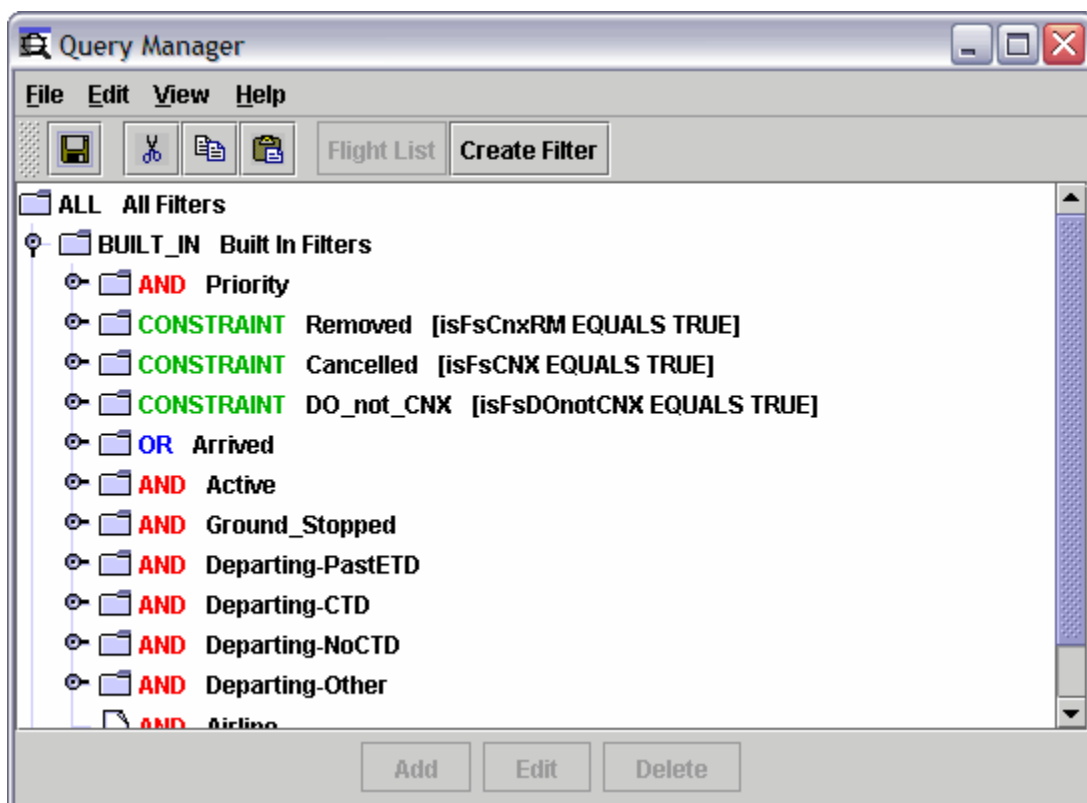 Query Manager
File Edit View Help
Flight List Create Filter
ALL All Filters
BUILT_IN Built In Filters
AND Priority
CONSTRAINT Removed [isFsCnxRM EQUALS TRUE]
CONSTRAINT Cancelled [isFsCNX EQUALS TRUE]
CONSTRAINT DO_not_CNX [isFsDOnotCNX EQUALS TRUE]
OR Arrived
AND Active
AND Ground_Stopped
AND Departing-PastETD
AND Departing-CTD
AND Departing-NoCTD
AND Departing-Other
AND Airline
Add Edit Delete